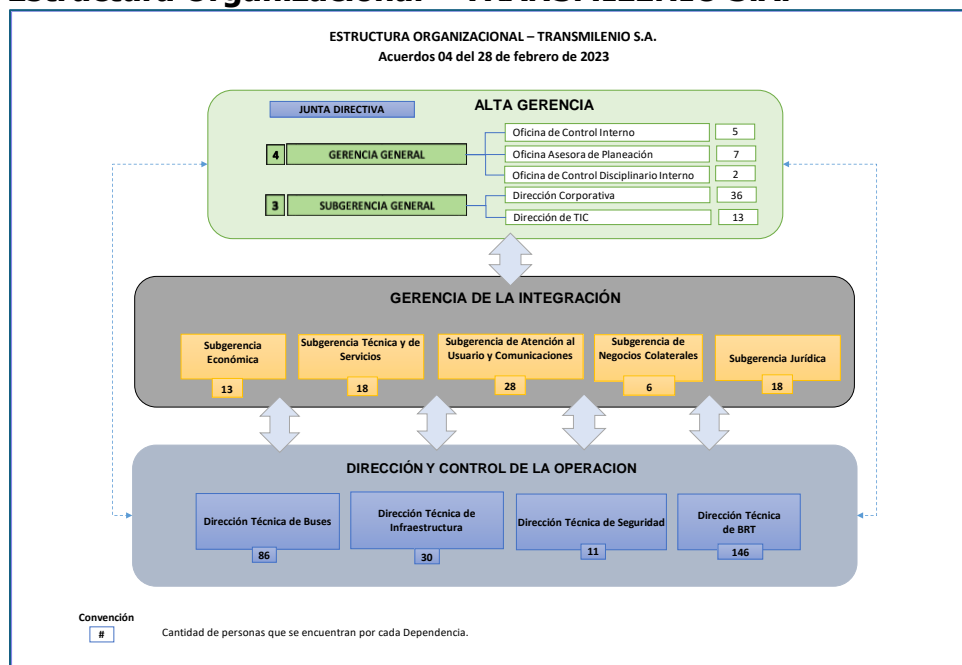 Estructura Organizacional – TRANSMILENIO S.A.
ESTRUCTURA ORGANIZACIONAL – TRANSMILENIO S.A.
Acuerdos 04 del 28 de febrero de 2023
JUNTA DIRECTIVA
ALTA GERENCIA
4
GERENCIA GENERAL
Oficina de Control Interno
5
Oficina Asesora de Planeación
7
Oficina de Control Disciplinario Interno
2
3
SUBGERENCIA GENERAL
Dirección Corporativa
36
Dirección de TIC
13
GERENCIA DE LA INTEGRACIÓN
Subgerencia
Económica
13
Subgerencia Técnica y de
Servicios
18
Subgerencia de Atención al
Usuario y Comunicaciones
28
Subgerencia de
Negocios Colaterales
6
Subgerencia Jurídica
18
DIRECCIÓN Y CONTROL DE LA OPERACION
Dirección Técnica de Buses
86
Dirección Técnica de
Infraestructura
30
Dirección Técnica de Seguridad
11
Dirección Técnica
de BRT
146
Convención
#
Cantidad de personas que se encuentran por cada Dependencia.